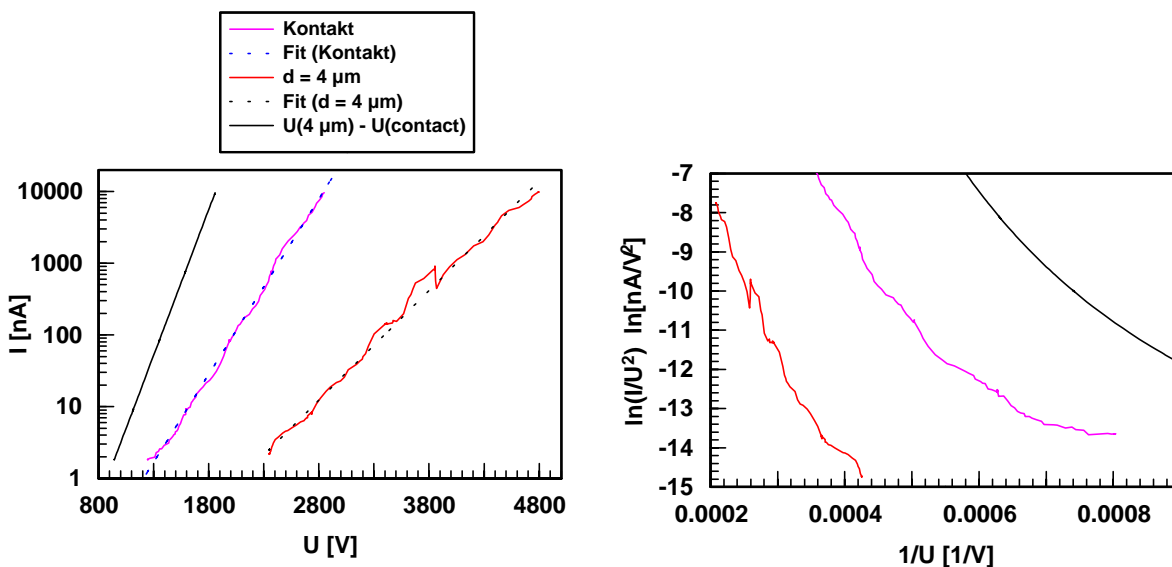 Kontakt
Fit (Kontakt)
d = 4 µm
Fit (d = 4 µm)
U(4 µm) - U(contact)
10000
1000
100
10
1
I [nA]
800
1800
2800
3800
4800
U [V]
-7
-8
-9
-10
-11
-12
-13
-14
-15
ln(I/U²) ln[nA/V²]
0.0002
0.0004
0.0006
0.0008
1/U [1/V]